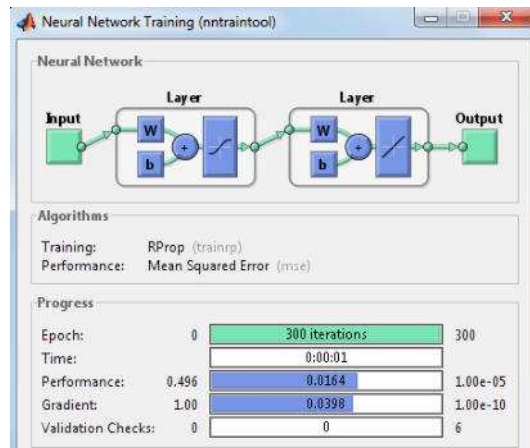 Neural Network Training (nntraintool)
Neural Network
Layer Layer
Input Output
W W
+ +
b b
Algorithms
Training: RProp (trainrp)
Performance: Mean Squared Error (mse)
Progress
Epoch: 0 300 iterations 300
Time: 0:00:01
Performance: 0.496 0.0164 1.00e-05
Gradient: 1.00 0.0398 1.00e-10
Validation Checks: 0 0 6